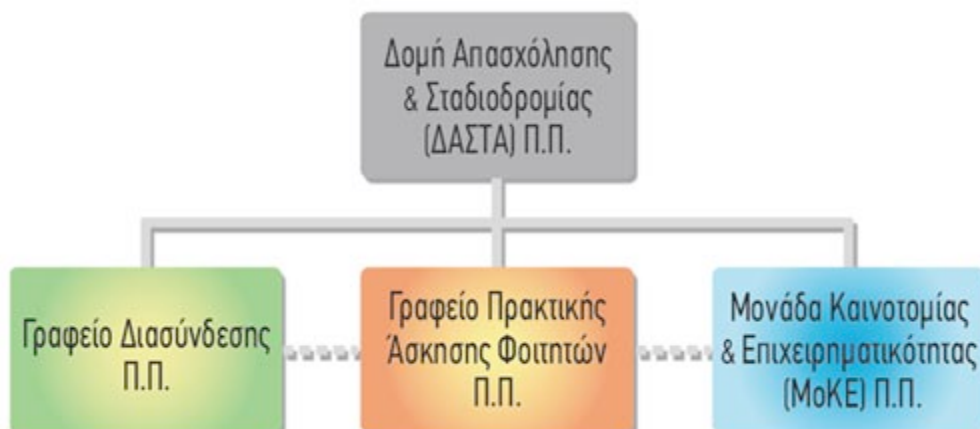 Δομή Απασχόλησης
& Σταδιοδρομίας
(ΔΑΣΤΑ) Π.Π.
Γραφείο Διασύνδεσης
Π.Π.
Γραφείο Πρακτικής
Άσκησης Φοιτητών
Π.Π.
Μονάδα Καινοτομίας
& Επιχειρηματικότητας
(ΜοΚΕ) Π.Π.